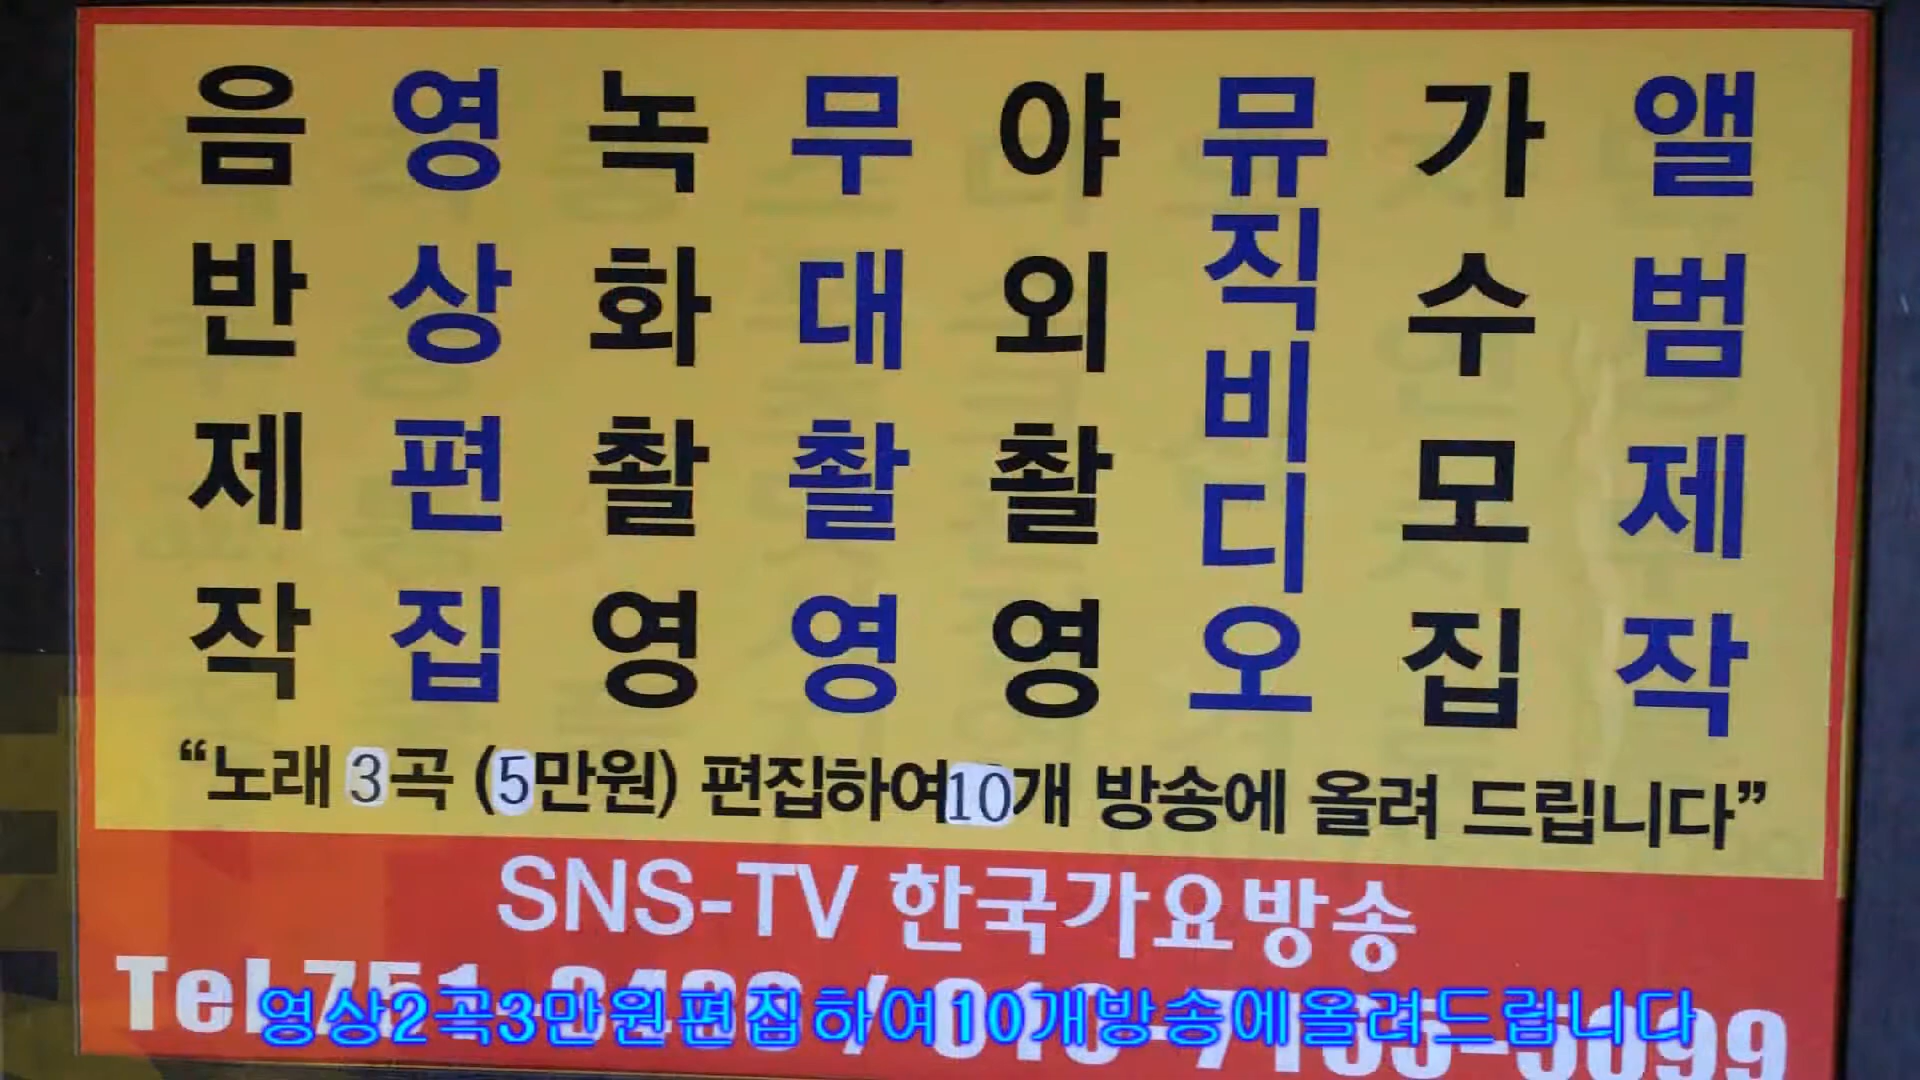 음반제작
영상편집
녹화촬영
무대촬영
야외촬영
뮤직비디오
가수모집
앨범제작
“노래 3곡 (5만원) 편집하여10개 방송에 올려 드립니다”
SNS-TV 한국가요방송
Tel
영상2곡3만원편집하여10개방송에올려드립니다